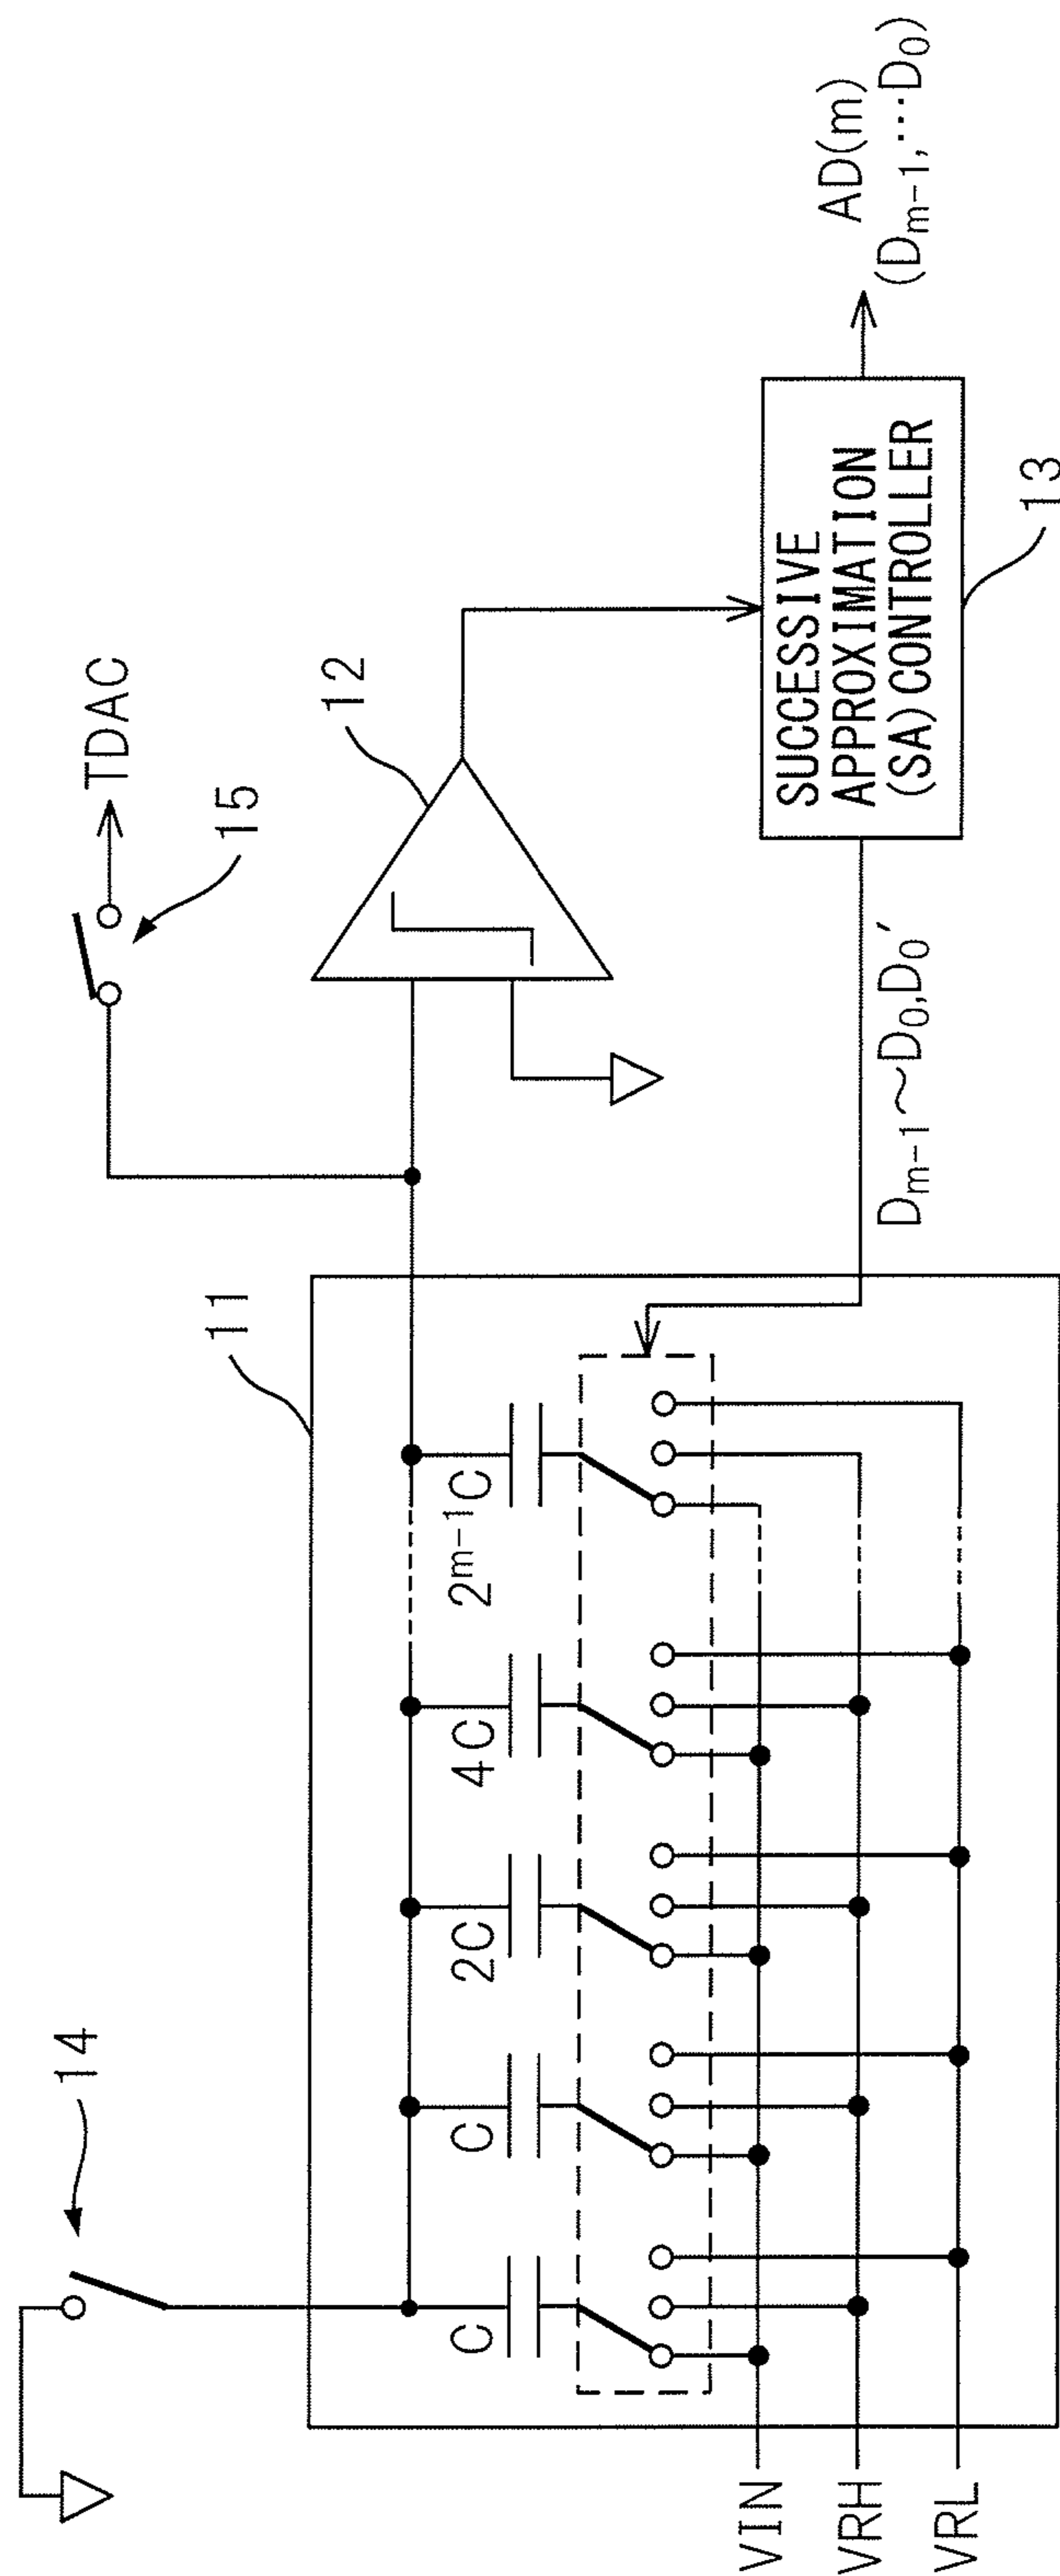 14
TDAC
15
11
12
C
C
2C
4C
2ᵐ⁻¹C
VIN
VRH
VRL
Dₘ₋₁～D₀,D₀′
SUCCESSIVE
APPROXIMATION
(SA) CONTROLLER
13
AD(m)
(Dₘ₋₁,⋯D₀)